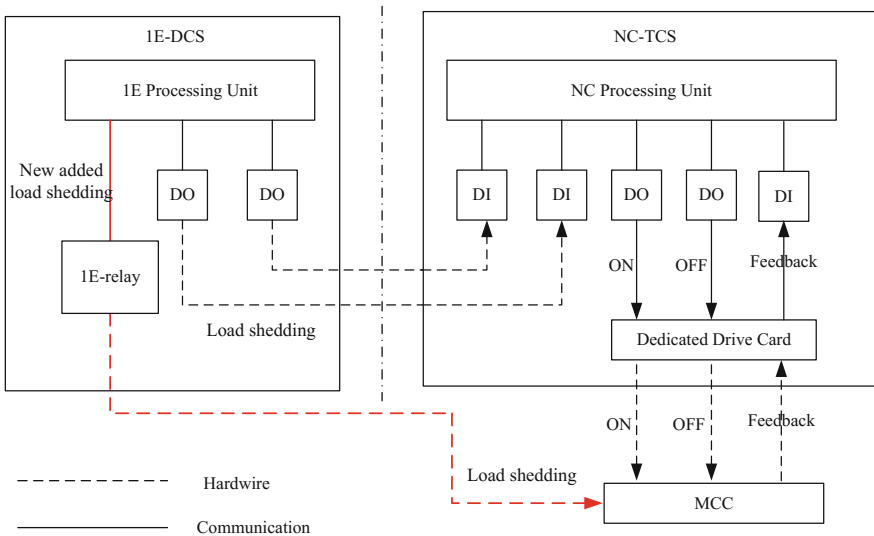 1E-DCS
NC-TCS
1E Processing Unit
NC Processing Unit
New added
load shedding
DO
DO
DI
DI
DO
DO
DI
1E-relay
ON
OFF
Feedback
Load shedding
Dedicated Drive Card
ON
OFF
Feedback
Load shedding
Hardwire
MCC
Communication